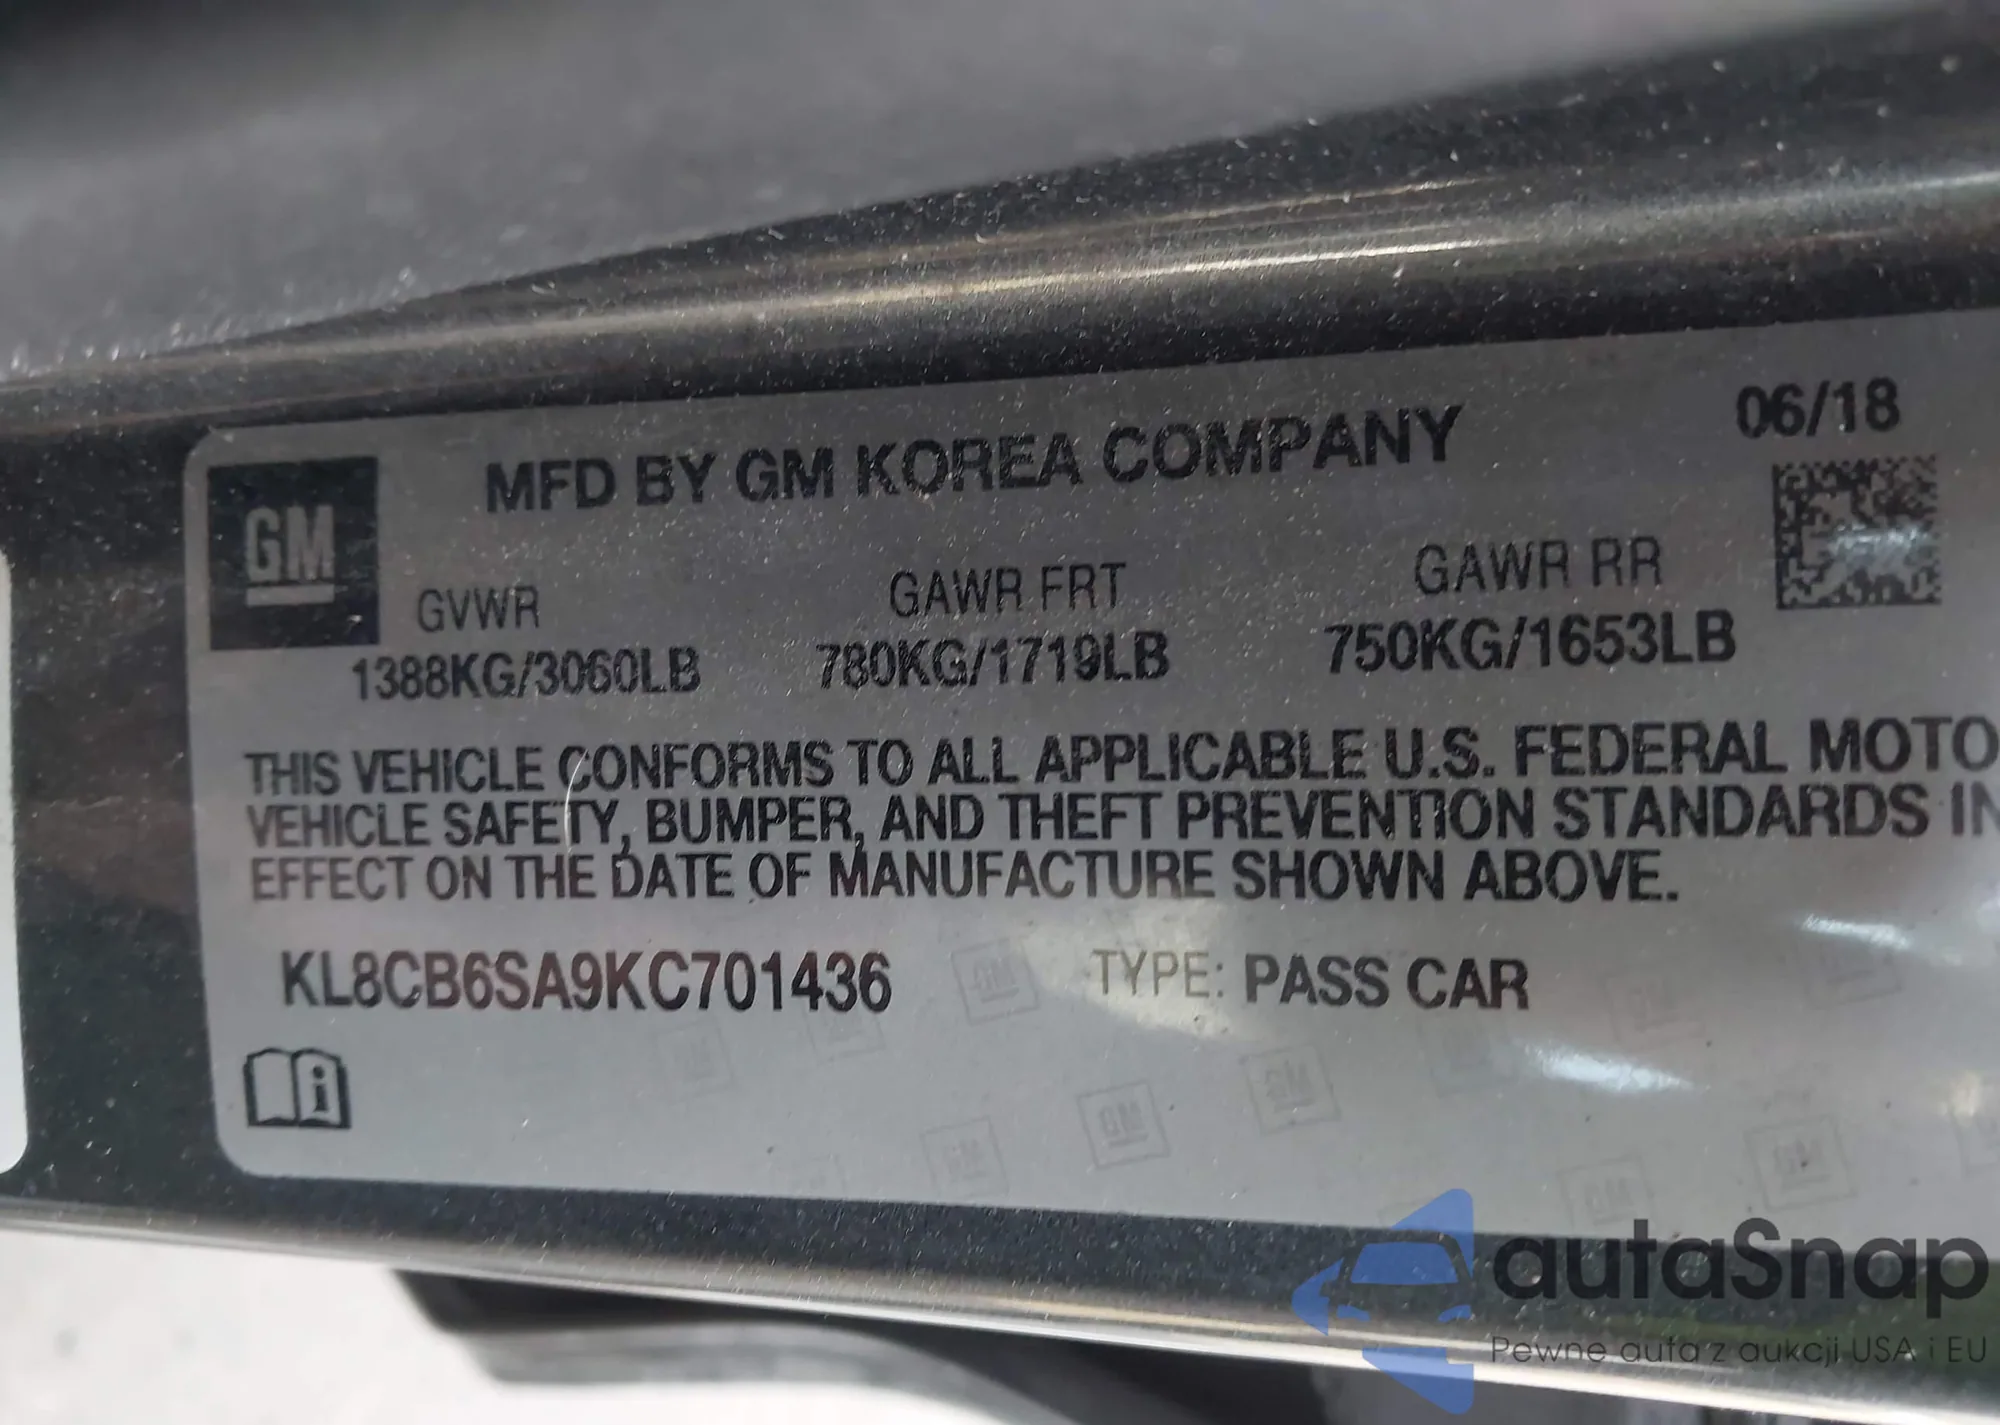 MFD BY GM KOREA COMPANY 06/18
GM
GVWR GAWR FRT GAWR RR
1388KG/3060LB 780KG/1719LB 750KG/1653LB
THIS VEHICLE CONFORMS TO ALL APPLICABLE U.S. FEDERAL MOTO
VEHICLE SAFETY, BUMPER, AND THEFT PREVENTION STANDARDS IN
EFFECT ON THE DATE OF MANUFACTURE SHOWN ABOVE.
KL8CB6SA9KC701436 TYPE: PASS CAR
autaSnap
Pewne auta z aukcji USA i EU